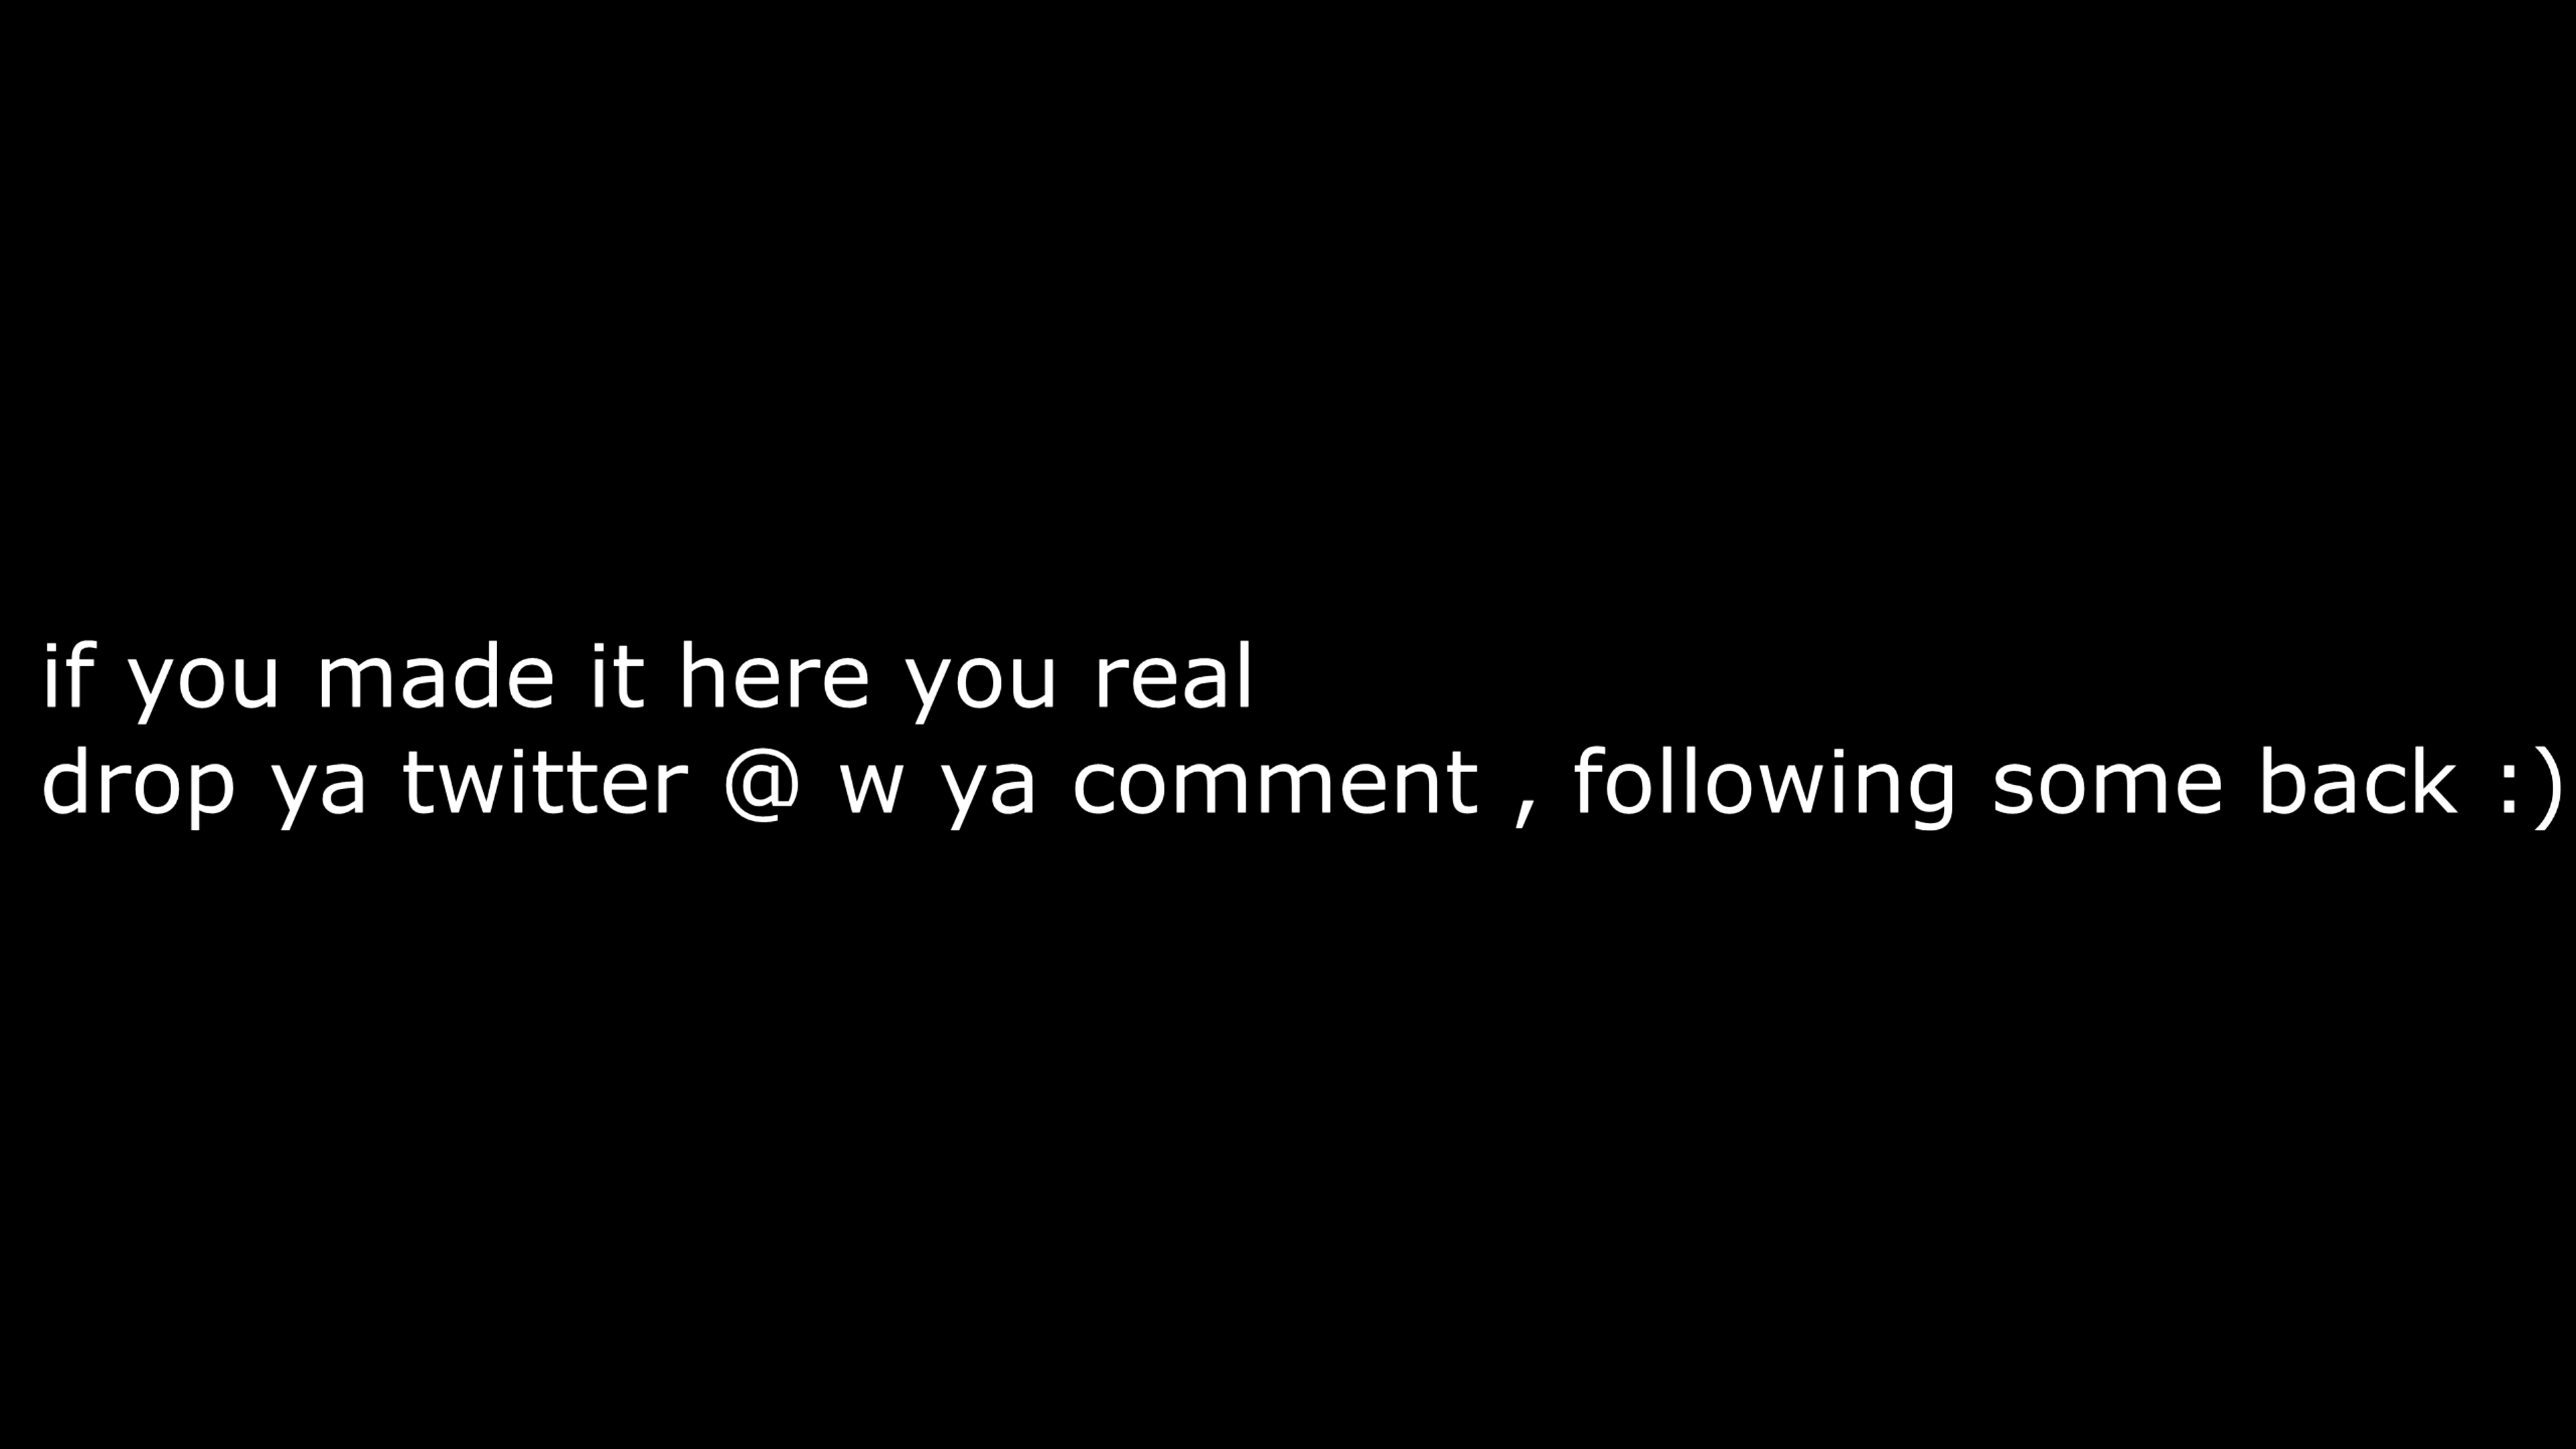 if you made it here you real
drop ya twitter @ w ya comment , following some back :)